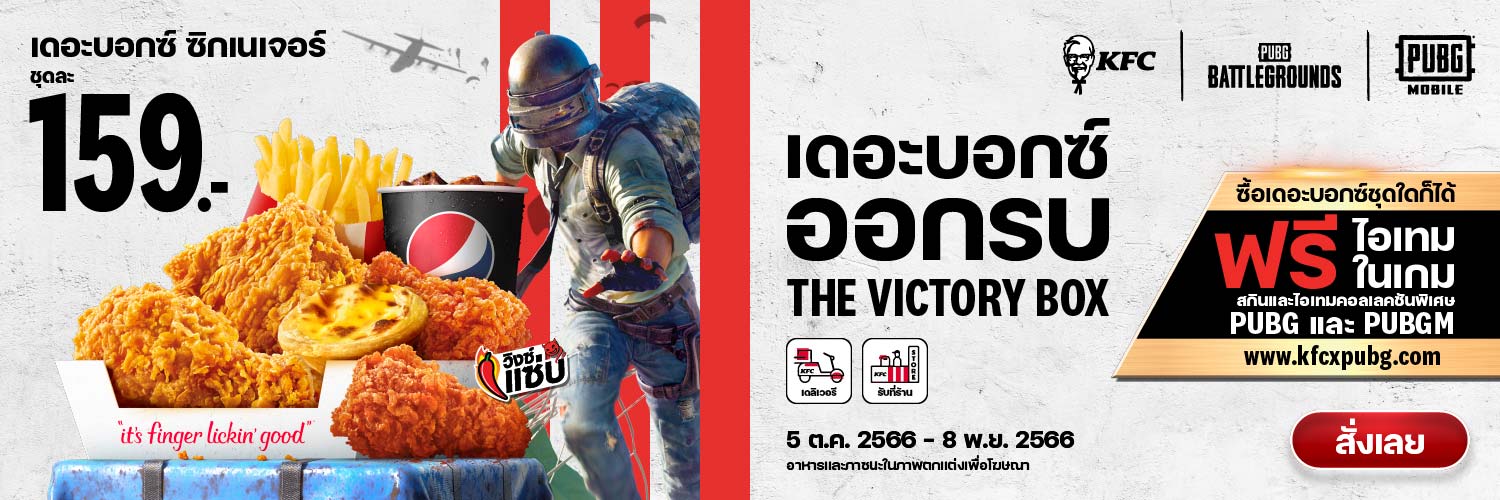 เดอะบอกซ์ ซิกเนเจอร์
ชุดละ
159.-
วิงซ์
แซ่บ
"it's finger lickin' good"
KFC
PUBG
BATTLEGROUNDS
PUBG
MOBILE
เดอะบอกซ์
ออกรบ
THE VICTORY BOX
KFC
เดลิเวอรี
KFC
STORE
รับที่ร้าน
5 ต.ค. 2566 - 8 พ.ย. 2566
อาหารและภาชนะในภาพตกแต่งเพื่อโฆษณา
ซื้อเดอะบอกซ์ชุดใดก็ได้
ฟรี ไอเทม
ในเกม
สกินและไอเทมคอลเลคชันพิเศษ
PUBG และ PUBGM
www.kfcxpubg.com
สั่งเลย